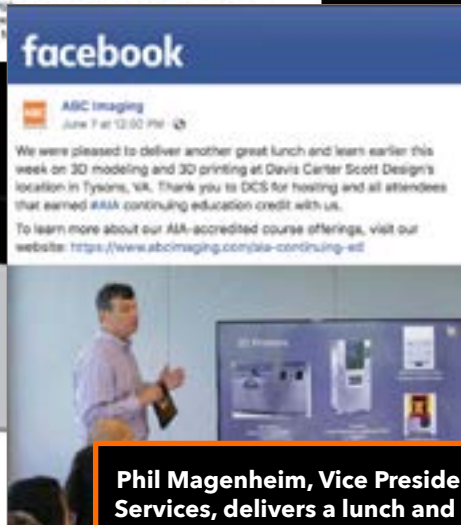 facebook
ABC
ABC Imaging
June 7 at 12:00 PM
We were pleased to deliver another great lunch and learn earlier this
week on 3D modeling and 3D printing at Davis Carter Scott Design's
location in Tysons, VA. Thank you to DCS for hosting and all attendees
that earned #AIA continuing education credit with us.
To learn more about our AIA-accredited course offerings, visit our
website: https://www.abcimaging.com/aia-continuing-ed
3D Printers
Phil Magenheim, Vice Preside
Services, delivers a lunch and